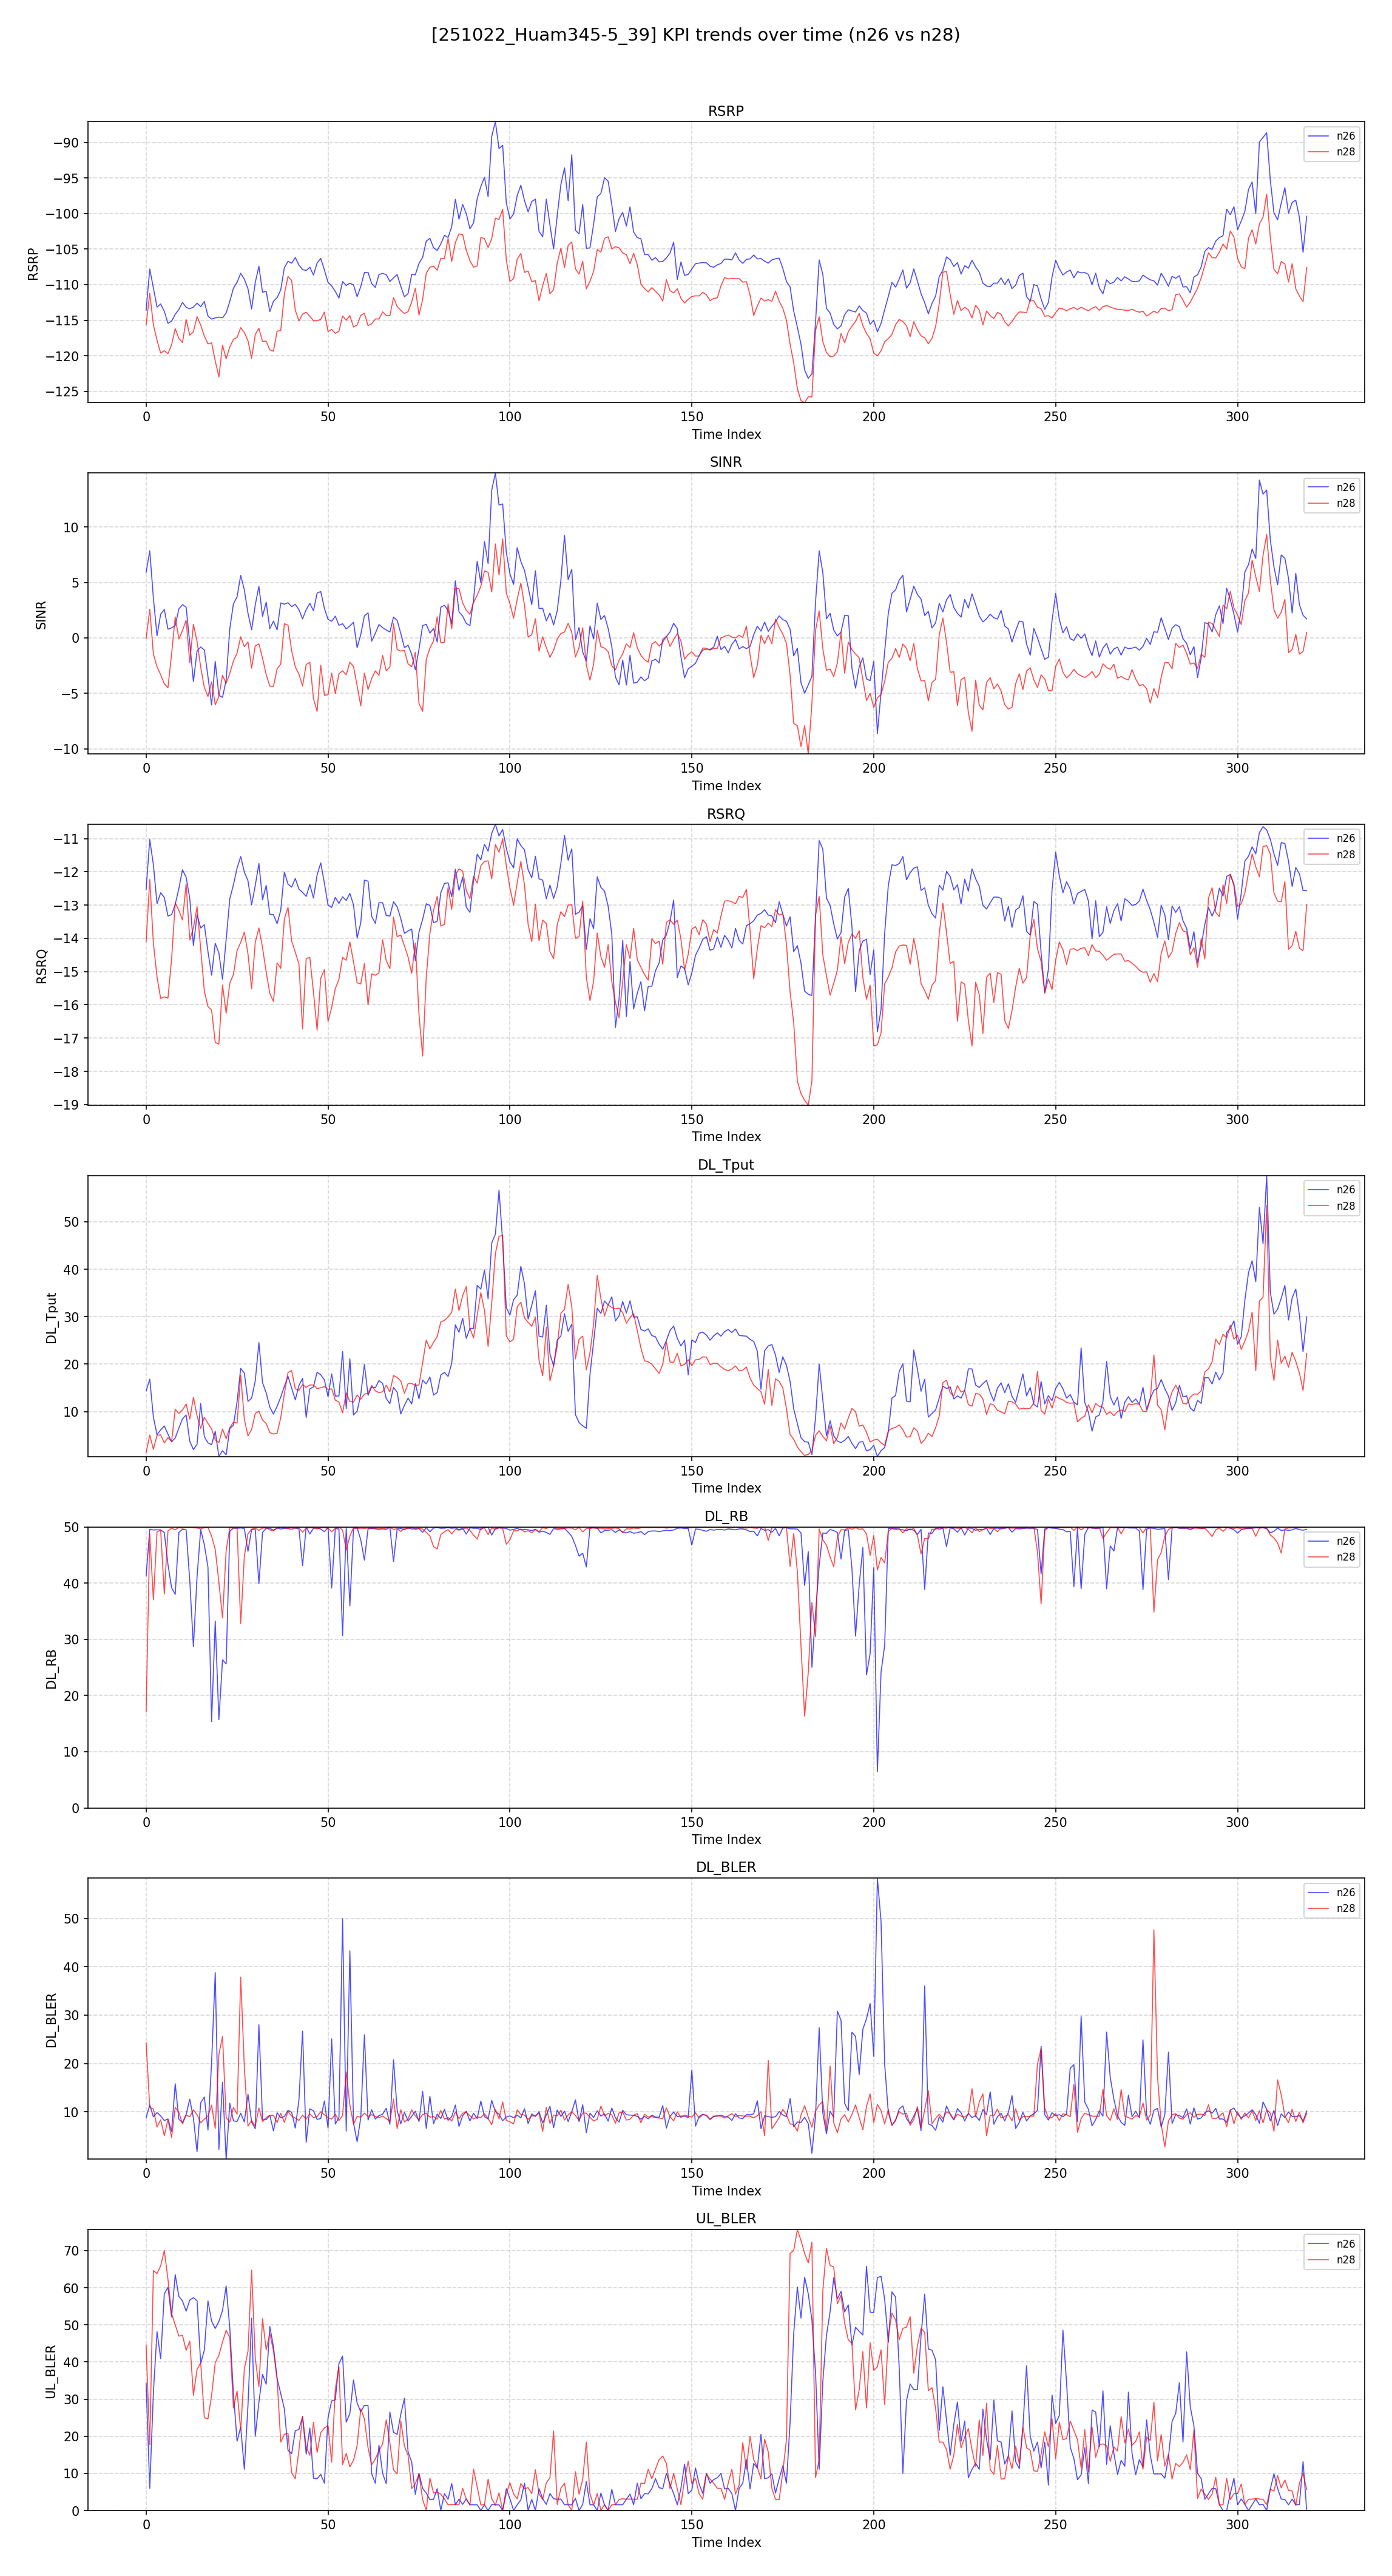 [251022_Huam345-5_39] KPI trends over time (n26 vs n28)
RSRP
n26
n28
−90
−95
−100
−105
−110
−115
−120
−125
RSRP
0 50 100 150 200 250 300
Time Index
SINR
n26
n28
10
5
0
−5
−10
SINR
0 50 100 150 200 250 300
Time Index
RSRQ
n26
n28
−11
−12
−13
−14
−15
−16
−17
−18
−19
RSRQ
0 50 100 150 200 250 300
Time Index
DL_Tput
n26
n28
50
40
30
20
10
DL_Tput
0 50 100 150 200 250 300
Time Index
DL_RB
n26
n28
50
40
30
20
10
0
DL_RB
0 50 100 150 200 250 300
Time Index
DL_BLER
n26
n28
50
40
30
20
10
DL_BLER
0 50 100 150 200 250 300
Time Index
UL_BLER
n26
n28
70
60
50
40
30
20
10
0
UL_BLER
0 50 100 150 200 250 300
Time Index